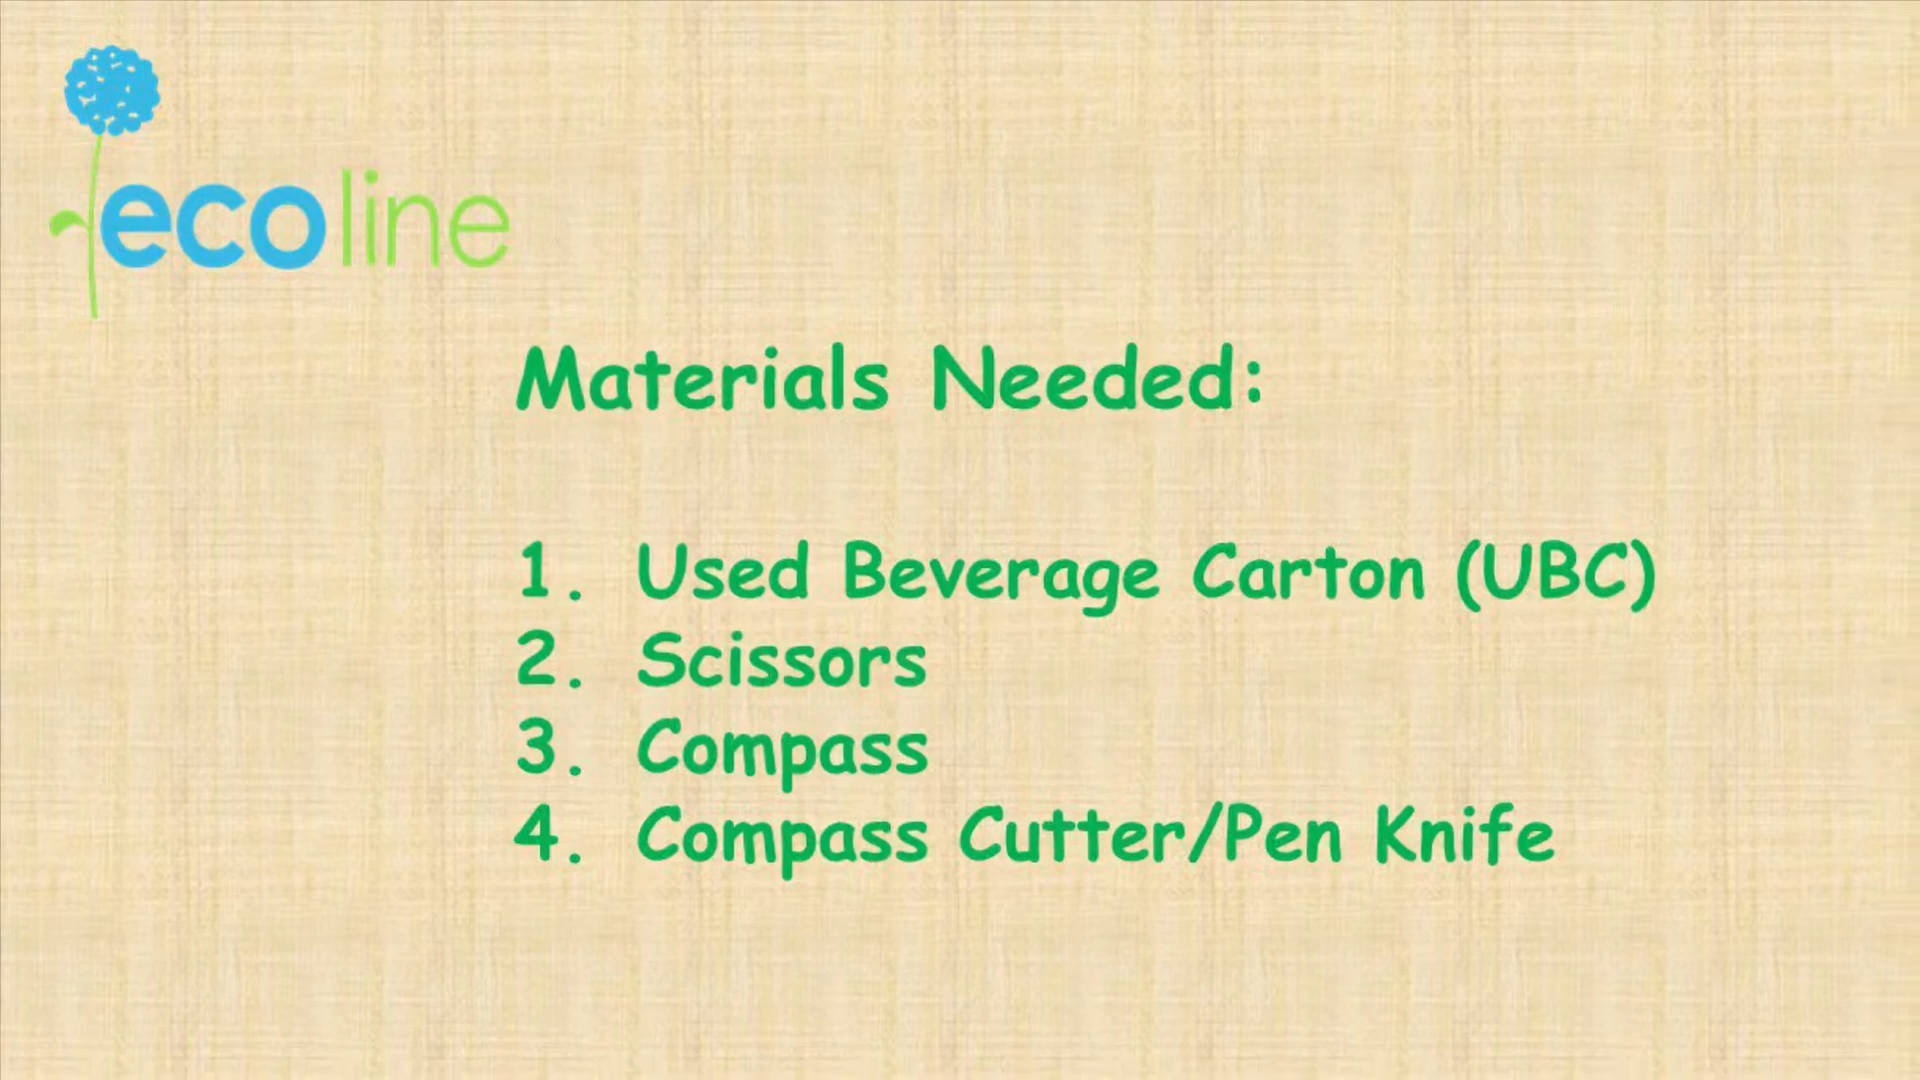 ecoline
Materials Needed:
1. Used Beverage Carton (UBC)
2. Scissors
3. Compass
4. Compass Cutter/Pen Knife